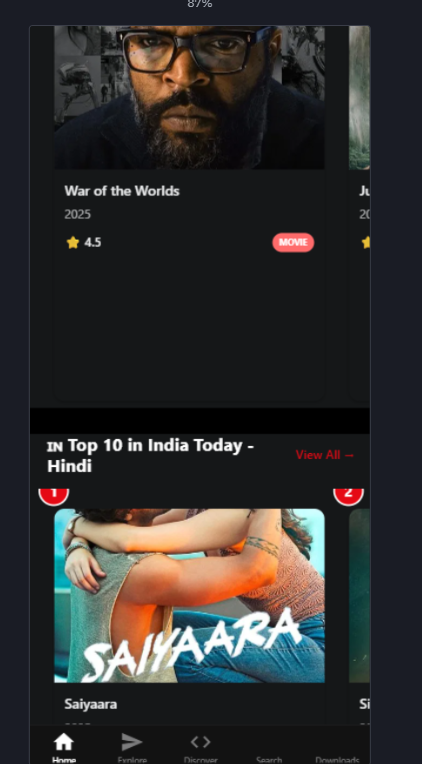 87%
War of the Worlds
2025
4.5
MOVIE
Ju
20
IN Top 10 in India Today -
Hindi
View All →
1
2
SAIYAARA
Saiyaara
Si
Home
Explore
Discover
Search
Downloads